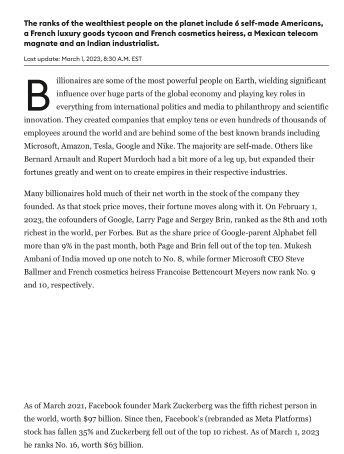 The ranks of the wealthiest people on the planet include 6 self-made Americans,
a French luxury goods tycoon and French cosmetics heiress, a Mexican telecom
magnate and an Indian industrialist.
Last update: March 1, 2023, 8:30 A.M. EST
Billionaires are some of the most powerful people on Earth, wielding significant
influence over huge parts of the global economy and playing key roles in
everything from international politics and media to philanthropy and scientific
innovation. They created companies that employ tens or even hundreds of thousands of
employees around the world and are behind some of the best known brands including
Microsoft, Amazon, Tesla, Google and Nike. The majority are self-made. Others like
Bernard Arnault and Rupert Murdoch had a bit more of a leg up, but expanded their
fortunes greatly and went on to create empires in their respective industries.
Many billionaires hold much of their net worth in the stock of the company they
founded. As that stock price moves, their fortune moves along with it. On February 1,
2023, the cofounders of Google, Larry Page and Sergey Brin, ranked as the 8th and 10th
richest in the world, per Forbes. But as the share price of Google-parent Alphabet fell
more than 9% in the past month, both Page and Brin fell out of the top ten. Mukesh
Ambani of India moved up one notch to No. 8, while former Microsoft CEO Steve
Ballmer and French cosmetics heiress Francoise Bettencourt Meyers now rank No. 9
and 10, respectively.
As of March 2021, Facebook founder Mark Zuckerberg was the fifth richest person in
the world, worth $97 billion. Since then, Facebook's (rebranded as Meta Platforms)
stock has fallen 35% and Zuckerberg fell out of the top 10 richest. As of March 1, 2023
he ranks No. 16, worth $63 billion.